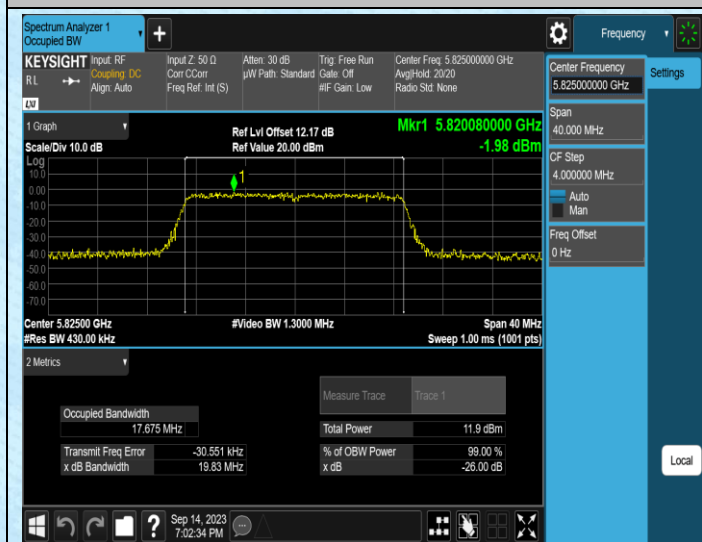 Spectrum Analyzer 1
Occupied BW
+
Frequency
KEYSIGHT
R L
LXI
Input: RF
Coupling: DC
Align: Auto
Input Z: 50 Ω
Corr CCorr
Freq Ref: Int (S)
Atten: 30 dB
µW Path: Standard
Trig: Free Run
Gate: Off
#IF Gain: Low
Center Freq: 5.825000000 GHz
Avg|Hold: 20/20
Radio Std: None
Center Frequency
5.825000000 GHz
Settings
Span
40.000 MHz
CF Step
4.000000 MHz
Auto
Man
Freq Offset
0 Hz
1 Graph
Scale/Div 10.0 dB
Ref Lvl Offset 12.17 dB
Ref Value 20.00 dBm
Mkr1 5.820080000 GHz
-1.98 dBm
Log
10.0
0.00
-10.0
-20.0
-30.0
-40.0
-50.0
-60.0
-70.0
1
Center 5.82500 GHz
#Res BW 430.00 kHz
#Video BW 1.3000 MHz
Span 40 MHz
Sweep 1.00 ms (1001 pts)
2 Metrics
Measure Trace Trace 1
Occupied Bandwidth
17.675 MHz
Total Power 11.9 dBm
Transmit Freq Error -30.551 kHz
% of OBW Power 99.00 %
x dB Bandwidth 19.83 MHz
x dB -26.00 dB
Local
?
Sep 14, 2023
7:02:34 PM